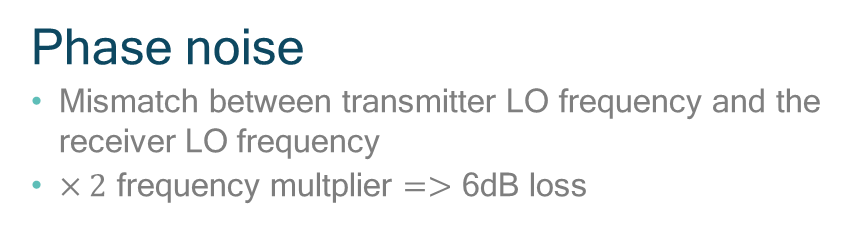 Phase noise
• Mismatch between transmitter LO frequency and the
receiver LO frequency
• × 2 frequency multplier => 6dB loss